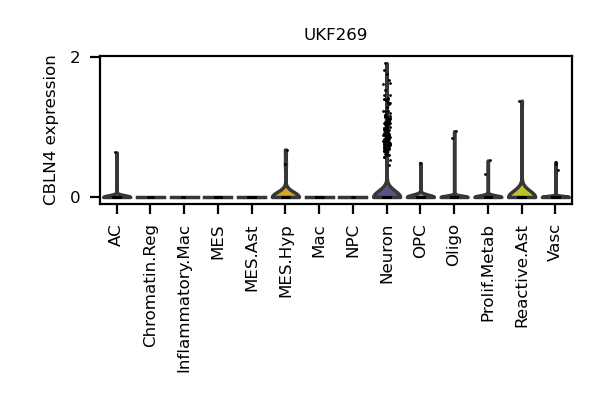 UKF269
CBLN4 expression
2
0
AC
Chromatin.Reg
Inflammatory.Mac
MES
MES.Ast
MES.Hyp
Mac
NPC
Neuron
OPC
Oligo
Prolif.Metab
Reactive.Ast
Vasc